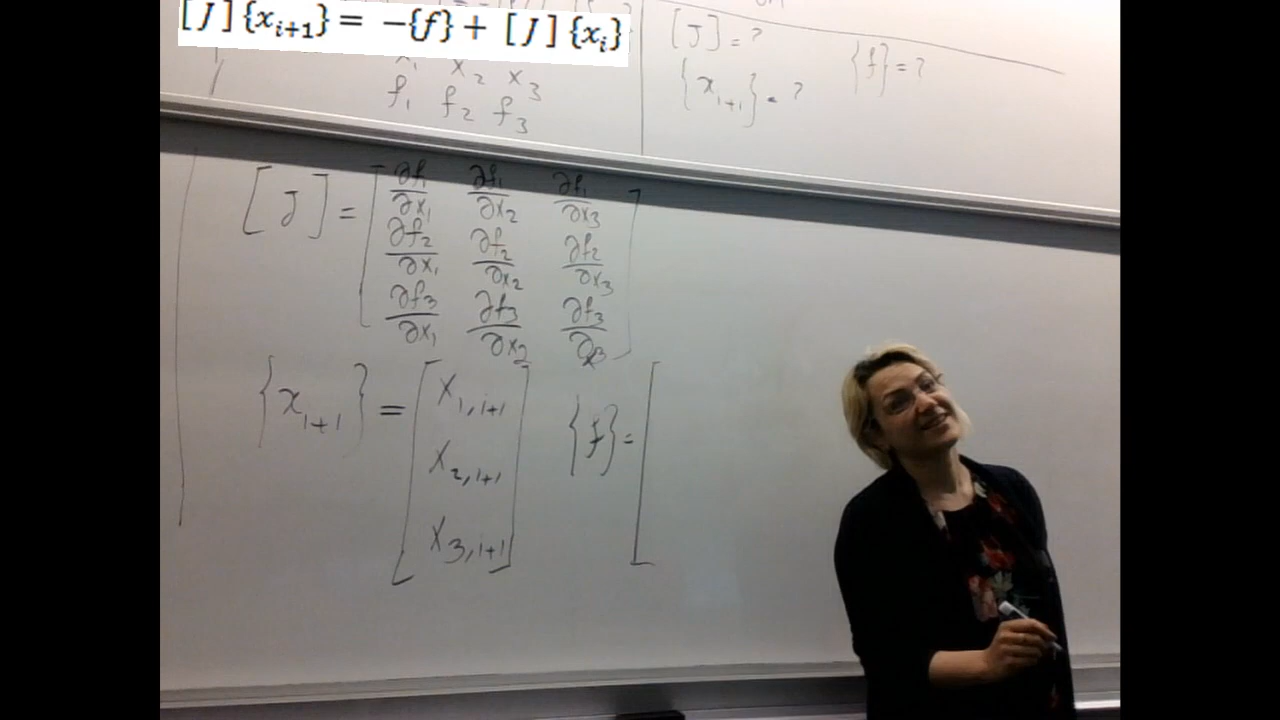 [J]{x_{i+1}} = −{f} + [J]{x_i}
[J] = ?
{f} = ?
{x_{i+1}} = ?
x_1 x_2 x_3
f_1 f_2 f_3
[J] = [ ∂f_1/∂x_1 ∂f_1/∂x_2 ∂f_1/∂x_3
∂f_2/∂x_1 ∂f_2/∂x_2 ∂f_2/∂x_3
∂f_3/∂x_1 ∂f_3/∂x_2 ∂f_3/∂x_3 ]
{x_{i+1}} = [ x_{1,i+1}
x_{2,i+1}
x_{3,i+1} ]
{f} = [